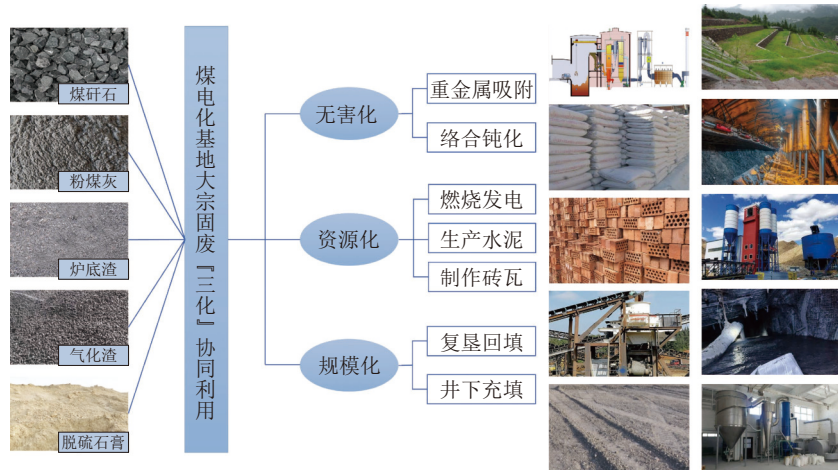 煤矸石
粉煤灰
炉底渣
气化渣
脱硫石膏
煤电化基地大宗固废『三化』协同利用
无害化
重金属吸附
络合钝化
资源化
燃烧发电
生产水泥
制作砖瓦
规模化
复垦回填
井下充填